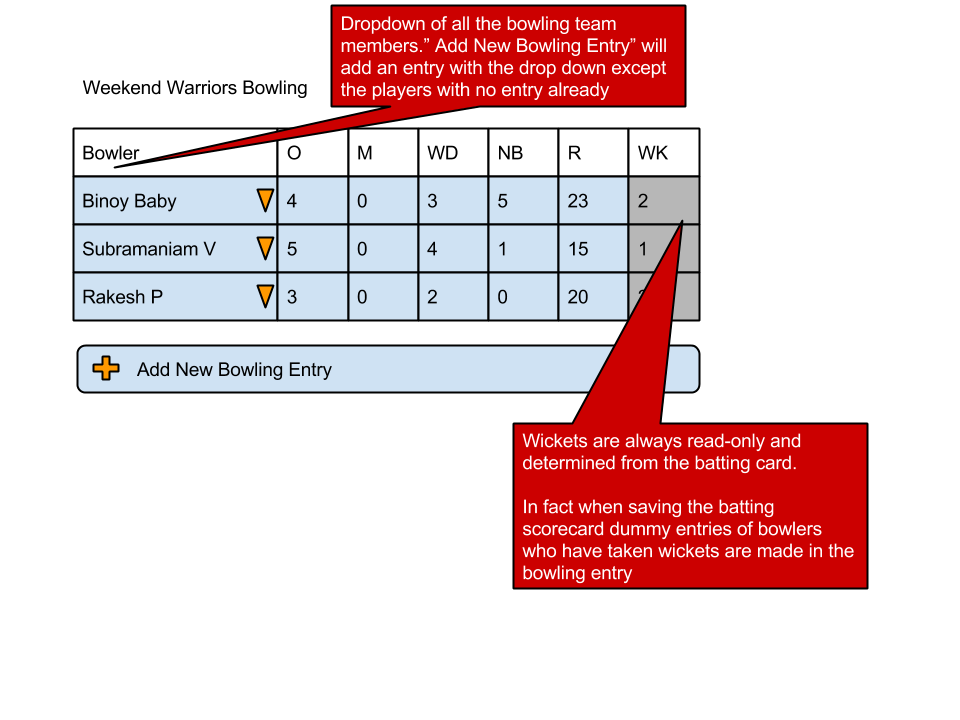 Dropdown of all the bowling team
members.” Add New Bowling Entry” will
add an entry with the drop down except
the players with no entry already
Weekend Warriors Bowling
Bowler O M WD NB R WK
Binoy Baby 4 0 3 5 23 2
Subramaniam V 5 0 4 1 15 1
Rakesh P 3 0 2 0 20
Add New Bowling Entry
Wickets are always read-only and
determined from the batting card.
In fact when saving the batting
scorecard dummy entries of bowlers
who have taken wickets are made in the
bowling entry